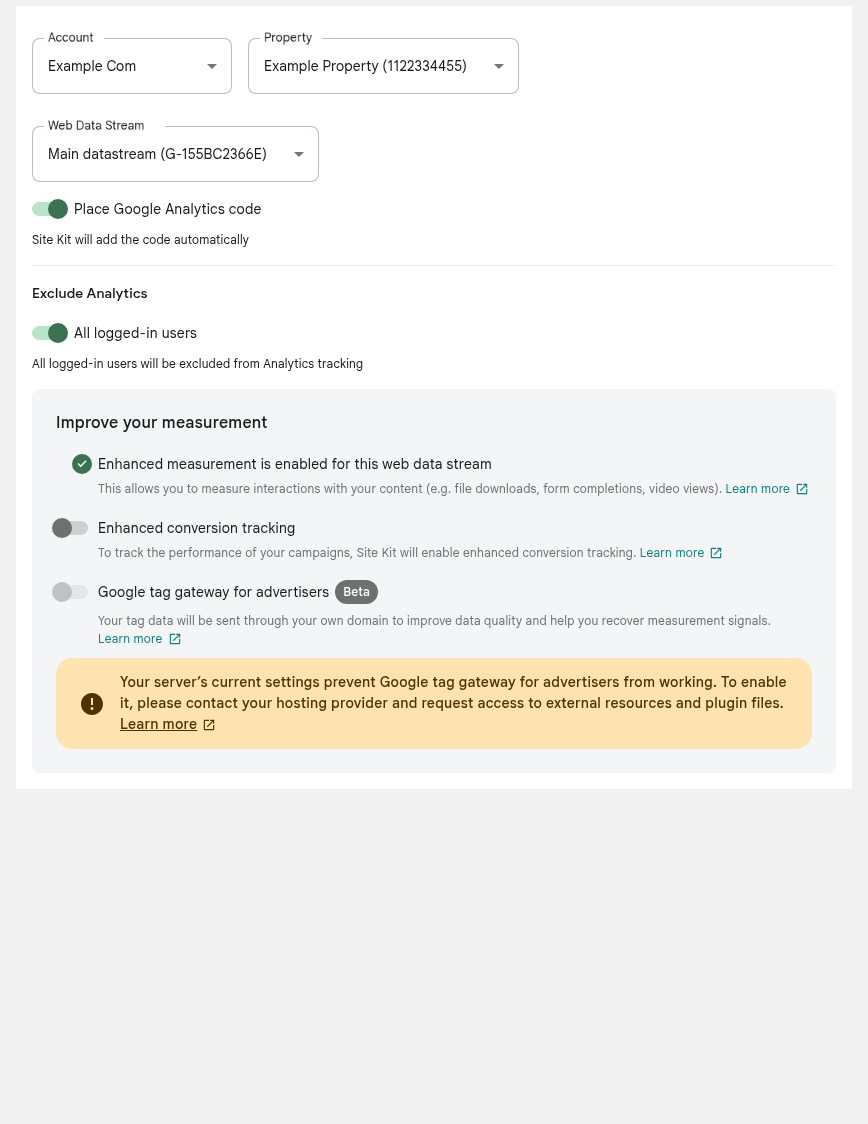 Account
Example Com
Property
Example Property (1122334455)
Web Data Stream
Main datastream (G-155BC2366E)
Place Google Analytics code
Site Kit will add the code automatically
Exclude Analytics
All logged-in users
All logged-in users will be excluded from Analytics tracking
Improve your measurement
Enhanced measurement is enabled for this web data stream
This allows you to measure interactions with your content (e.g. file downloads, form completions, video views). Learn more
Enhanced conversion tracking
To track the performance of your campaigns, Site Kit will enable enhanced conversion tracking. Learn more
Google tag gateway for advertisers Beta
Your tag data will be sent through your own domain to improve data quality and help you recover measurement signals.
Learn more
Your server’s current settings prevent Google tag gateway for advertisers from working. To enable
it, please contact your hosting provider and request access to external resources and plugin files.
Learn more